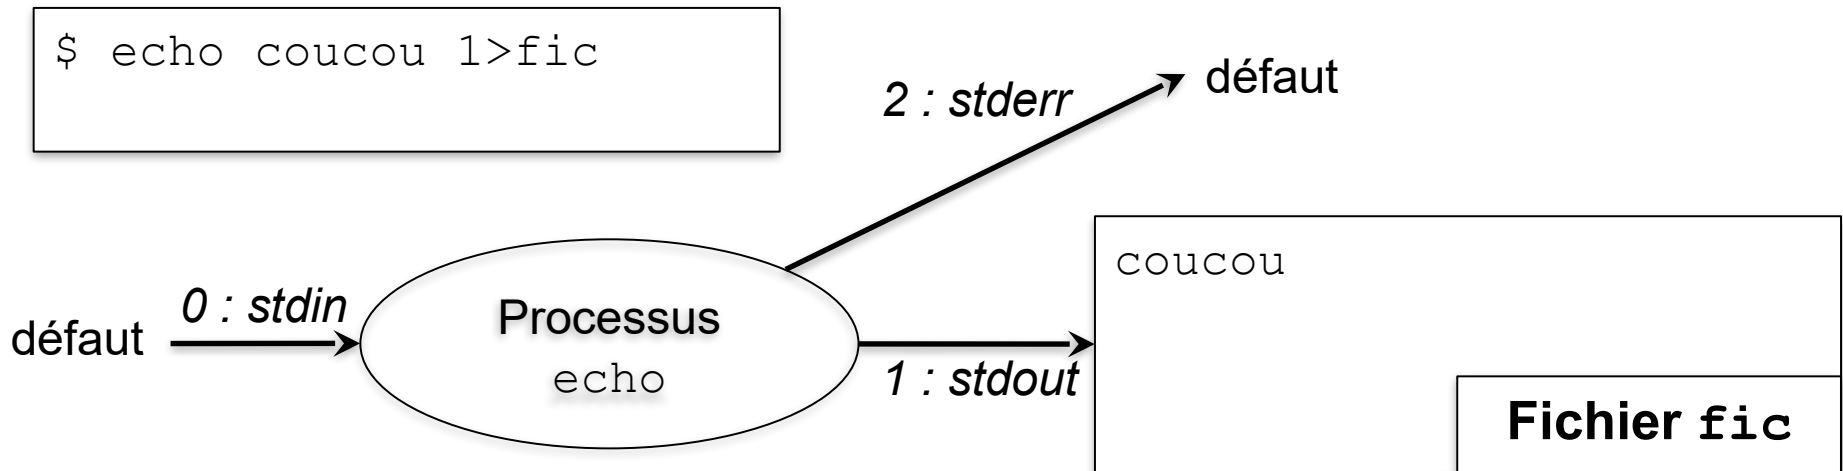 $ echo coucou 1>fic
2 : stderr
défaut
coucou
0 : stdin
défaut
Processus
echo
1 : stdout
Fichier fic